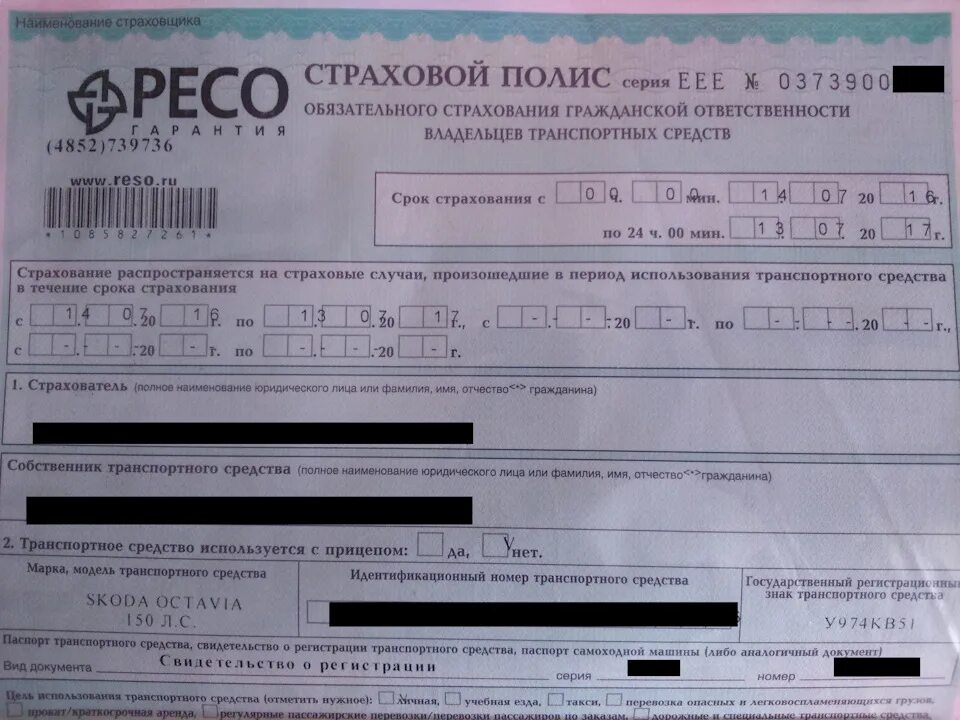 Наименование страховщика
РЕСО
ГАРАНТИЯ
(4852)739736
www.reso.ru
*1085827261*
СТРАХОВОЙ ПОЛИС серия ЕЕЕ № 0373900
ОБЯЗАТЕЛЬНОГО СТРАХОВАНИЯ ГРАЖДАНСКОЙ ОТВЕТСТВЕННОСТИ
ВЛАДЕЛЬЦЕВ ТРАНСПОРТНЫХ СРЕДСТВ
Срок страхования с 00 ч. 00 мин. 14 07 20 16 г.
по 24 ч. 00 мин. 13 07 20 17 г.
Страхование распространяется на страховые случаи, произошедшие в период использования транспортного средства
в течение срока страхования
с 14.07.20 16 по 13.07.20 17 г., с - - . - - .20 - - г. по - - . - - .20 - - г.,
с - - . - - .20 - - г. по - - . - - .20 - - г.
1. Страхователь (полное наименование юридического лица или фамилия, имя, отчество<*> гражданина)
Собственник транспортного средства (полное наименование юридического лица или фамилия, имя, отчество<*>гражданина)
2. Транспортное средство используется с прицепом: да, V нет.
Марка, модель транспортного средства
Идентификационный номер транспортного средства
Государственный регистрационный
знак транспортного средства
SKODA OCTAVIA
150 Л.С.
У974КВ51
Паспорт транспортного средства, свидетельство о регистрации транспортного средства, паспорт самоходной машины (либо аналогичный документ)
Вид документа Свидетельство о регистрации серия номер
Цель использования транспортного средства (отметить нужное): личная, учебная езда, такси, перевозка опасных и легковоспламеняющихся грузов,
прокат/краткосрочная аренда, регулярные пассажирские перевозки/перевозки пассажиров по заказам, дорожные и специальные транспортные средства